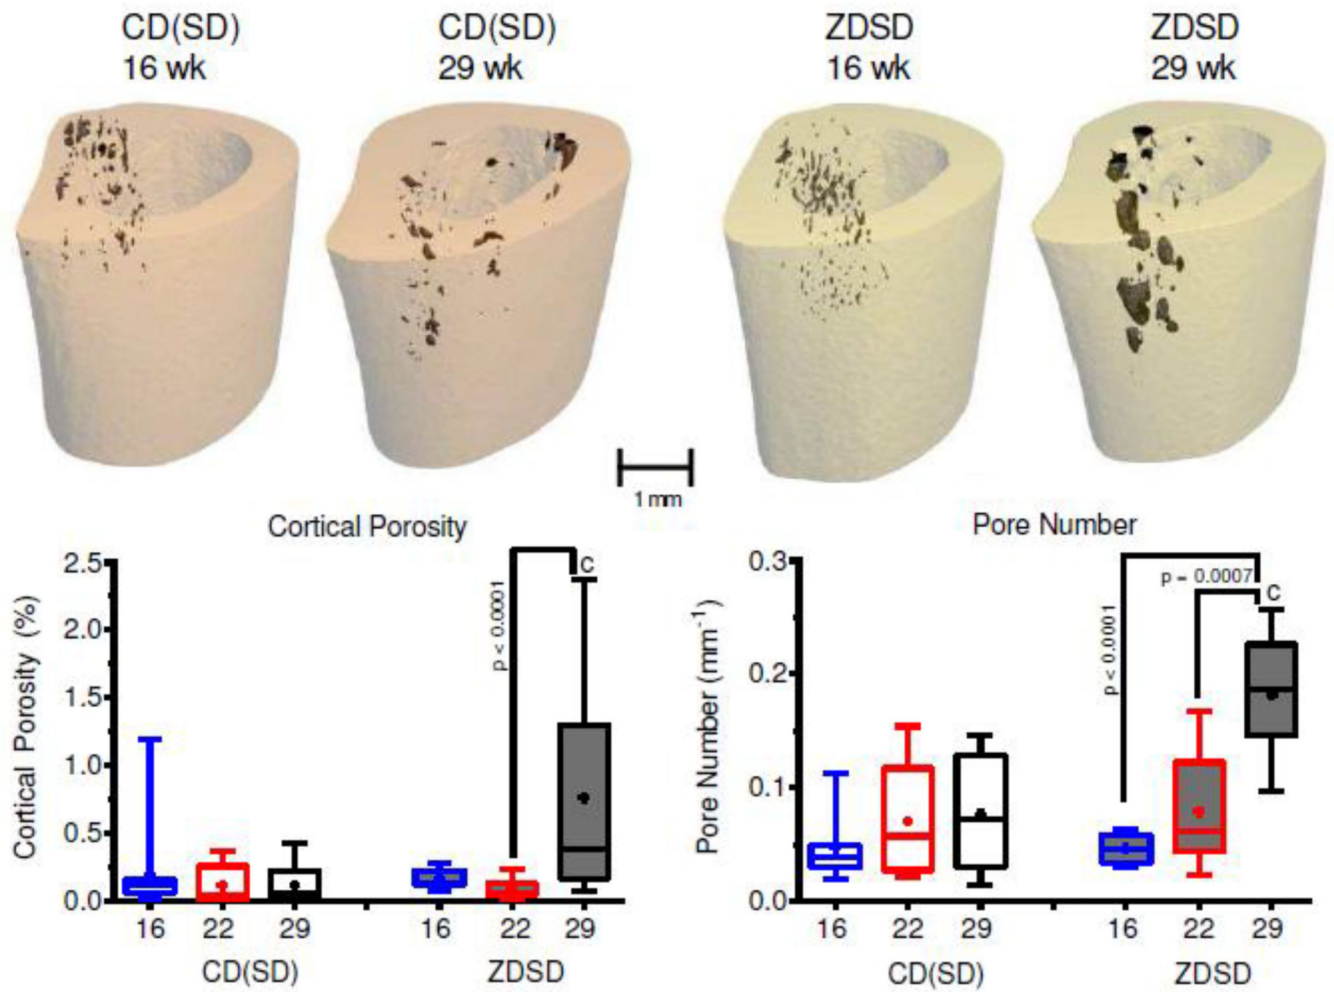 CD(SD)
16 wk
CD(SD)
29 wk
ZDSD
16 wk
ZDSD
29 wk
1 mm
Cortical Porosity
Cortical Porosity (%)
2.5
2.0
1.5
1.0
0.5
0.0
p < 0.0001
C
16 22 29 16 22 29
CD(SD) ZDSD
Pore Number
Pore Number (mm⁻¹)
0.3
0.2
0.1
0.0
p < 0.0001
p = 0.0007
C
16 22 29 16 22 29
CD(SD) ZDSD